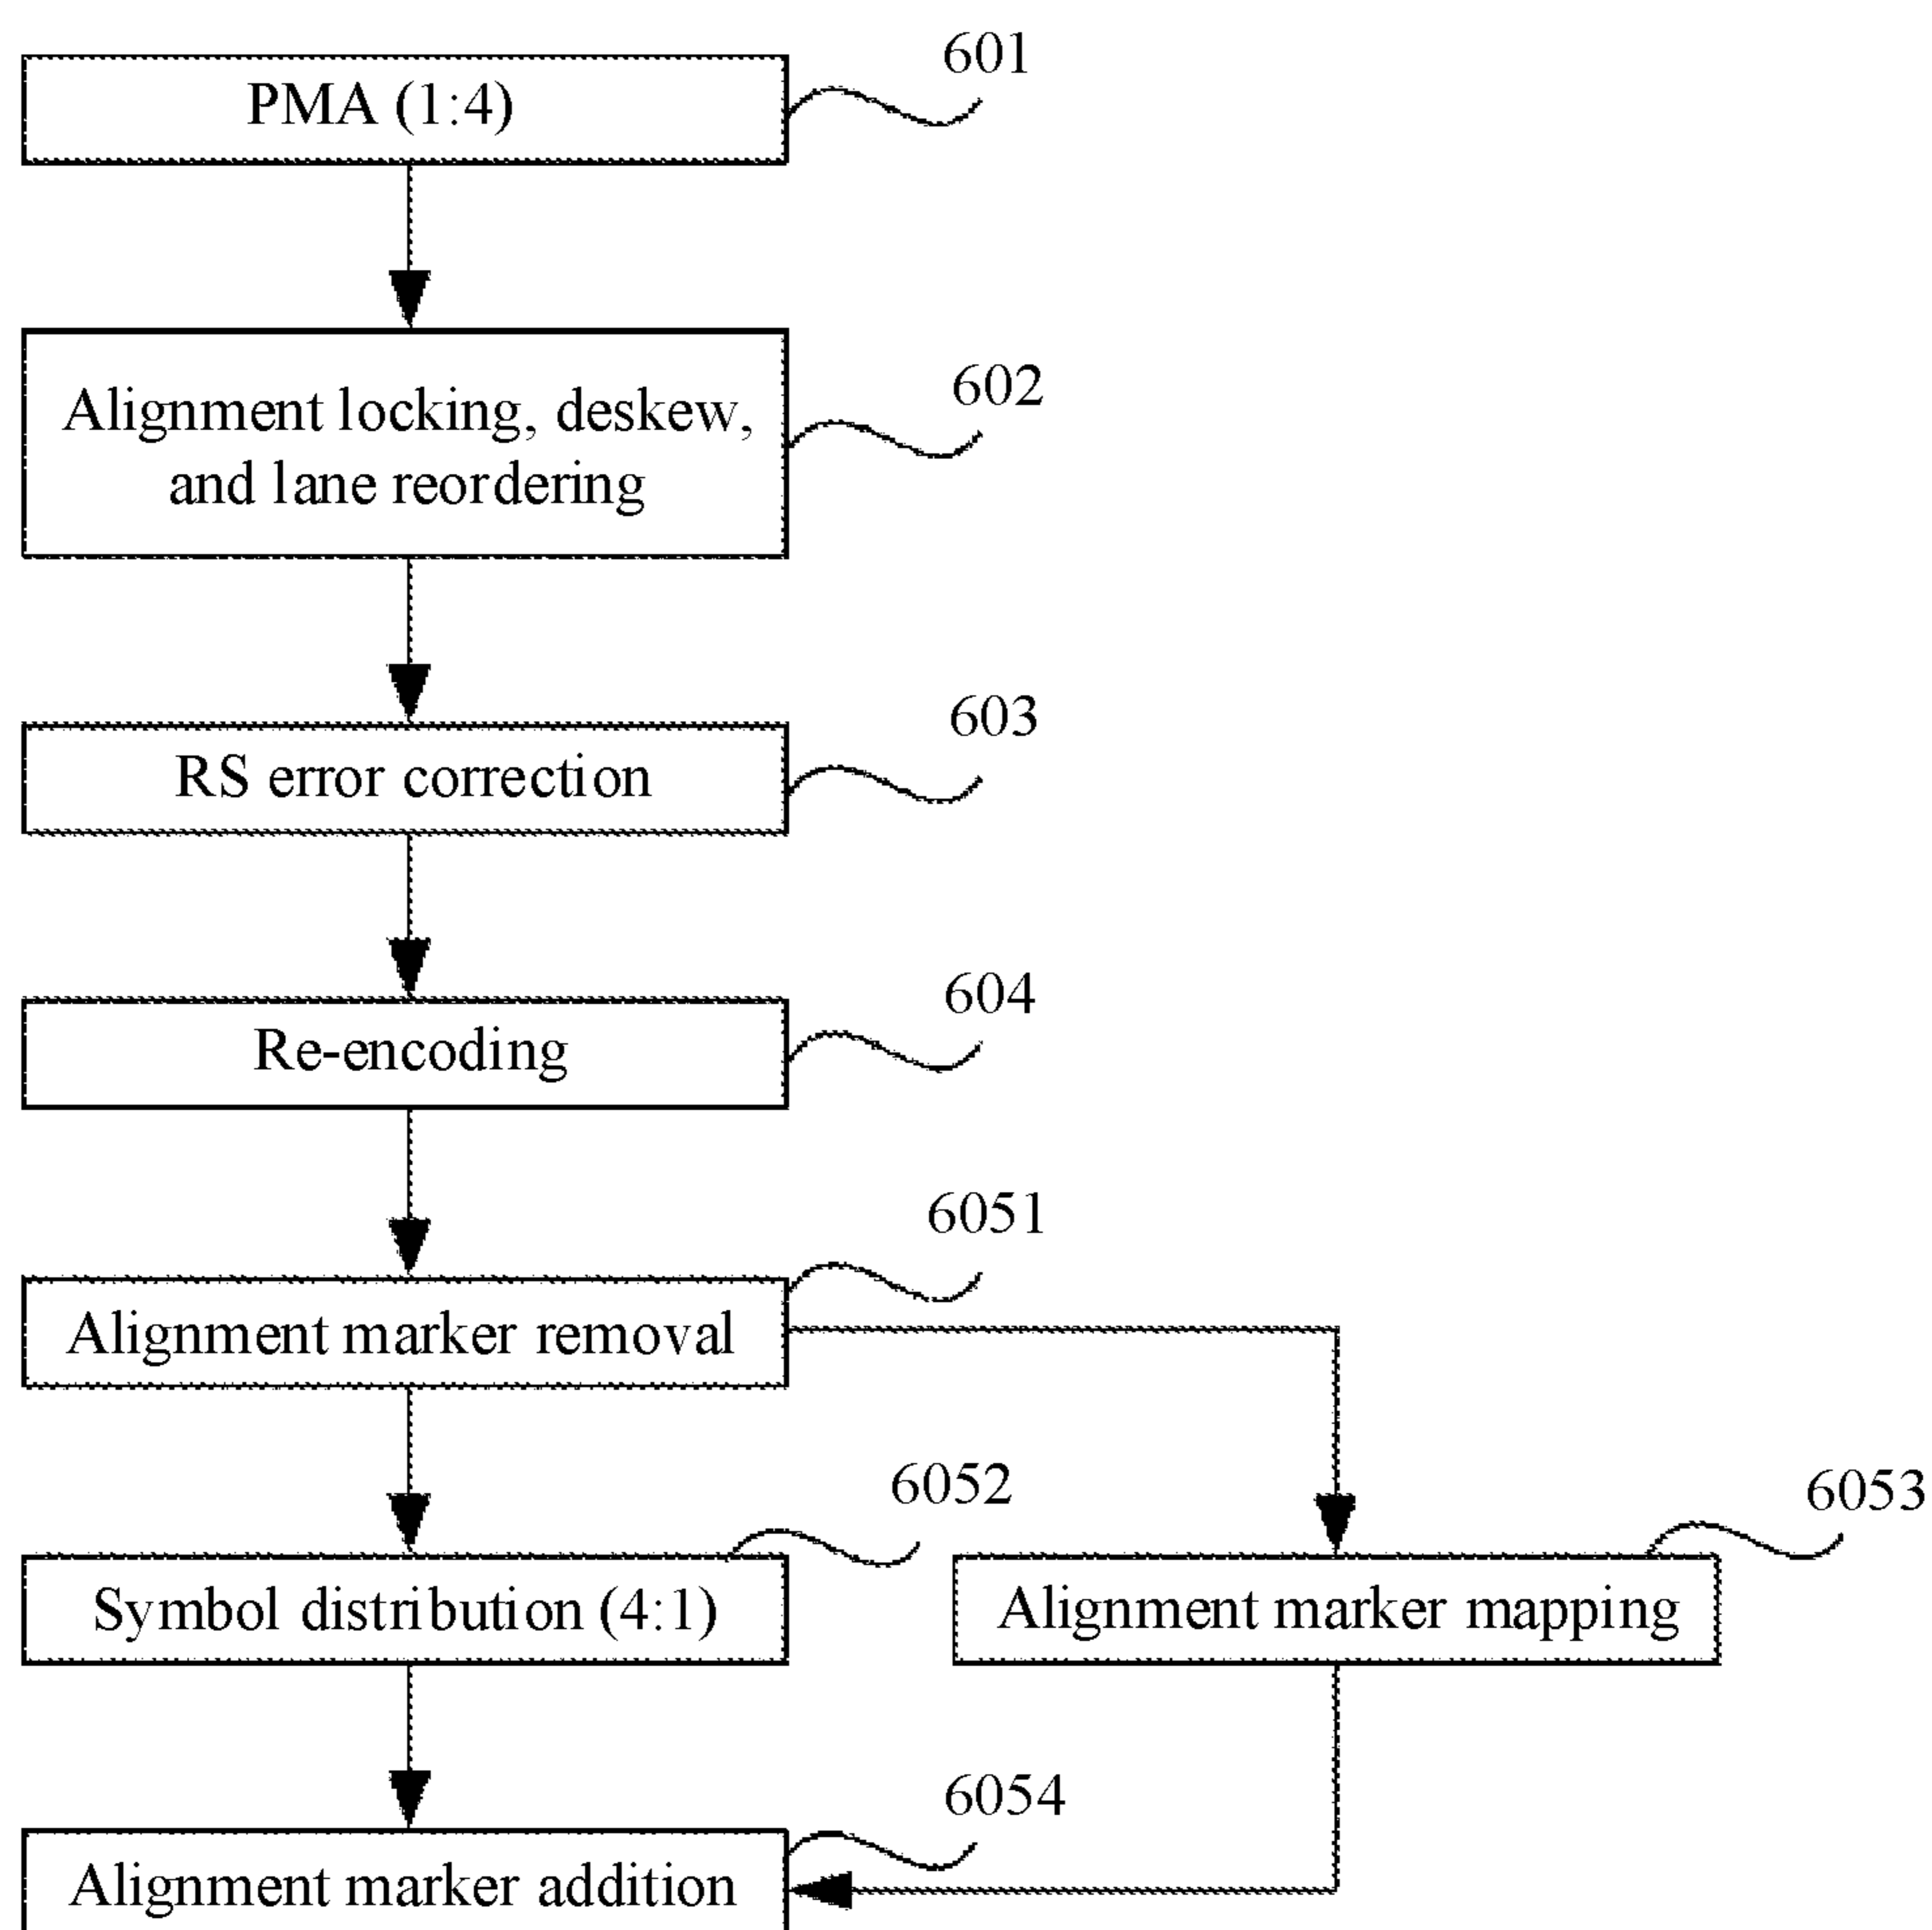 601
PMA (1:4)
602
Alignment locking, deskew,
and lane reordering
603
RS error correction
604
Re-encoding
6051
Alignment marker removal
6052
6053
Symbol distribution (4:1)
Alignment marker mapping
6054
Alignment marker addition